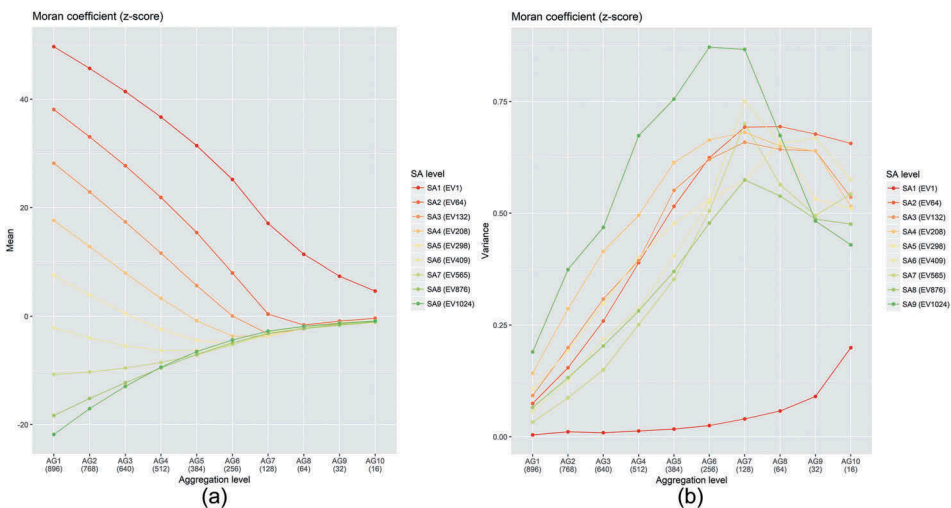 Moran coefficient (z-score)
40
20
0
-20
Mean
AG1 AG2 AG3 AG4 AG5 AG6 AG7 AG8 AG9 AG10
(896) (768) (640) (512) (384) (256) (128) (64) (32) (16)
Aggregation level
(a)
SA level
SA1 (EV1)
SA2 (EV64)
SA3 (EV132)
SA4 (EV208)
SA5 (EV298)
SA6 (EV409)
SA7 (EV565)
SA8 (EV876)
SA9 (EV1024)
Moran coefficient (z-score)
0.75
0.50
0.25
0.00
Variance
AG1 AG2 AG3 AG4 AG5 AG6 AG7 AG8 AG9 AG10
(896) (768) (640) (512) (384) (256) (128) (64) (32) (16)
Aggregation level
(b)
SA level
SA1 (EV1)
SA2 (EV64)
SA3 (EV132)
SA4 (EV208)
SA5 (EV298)
SA6 (EV409)
SA7 (EV565)
SA8 (EV876)
SA9 (EV1024)